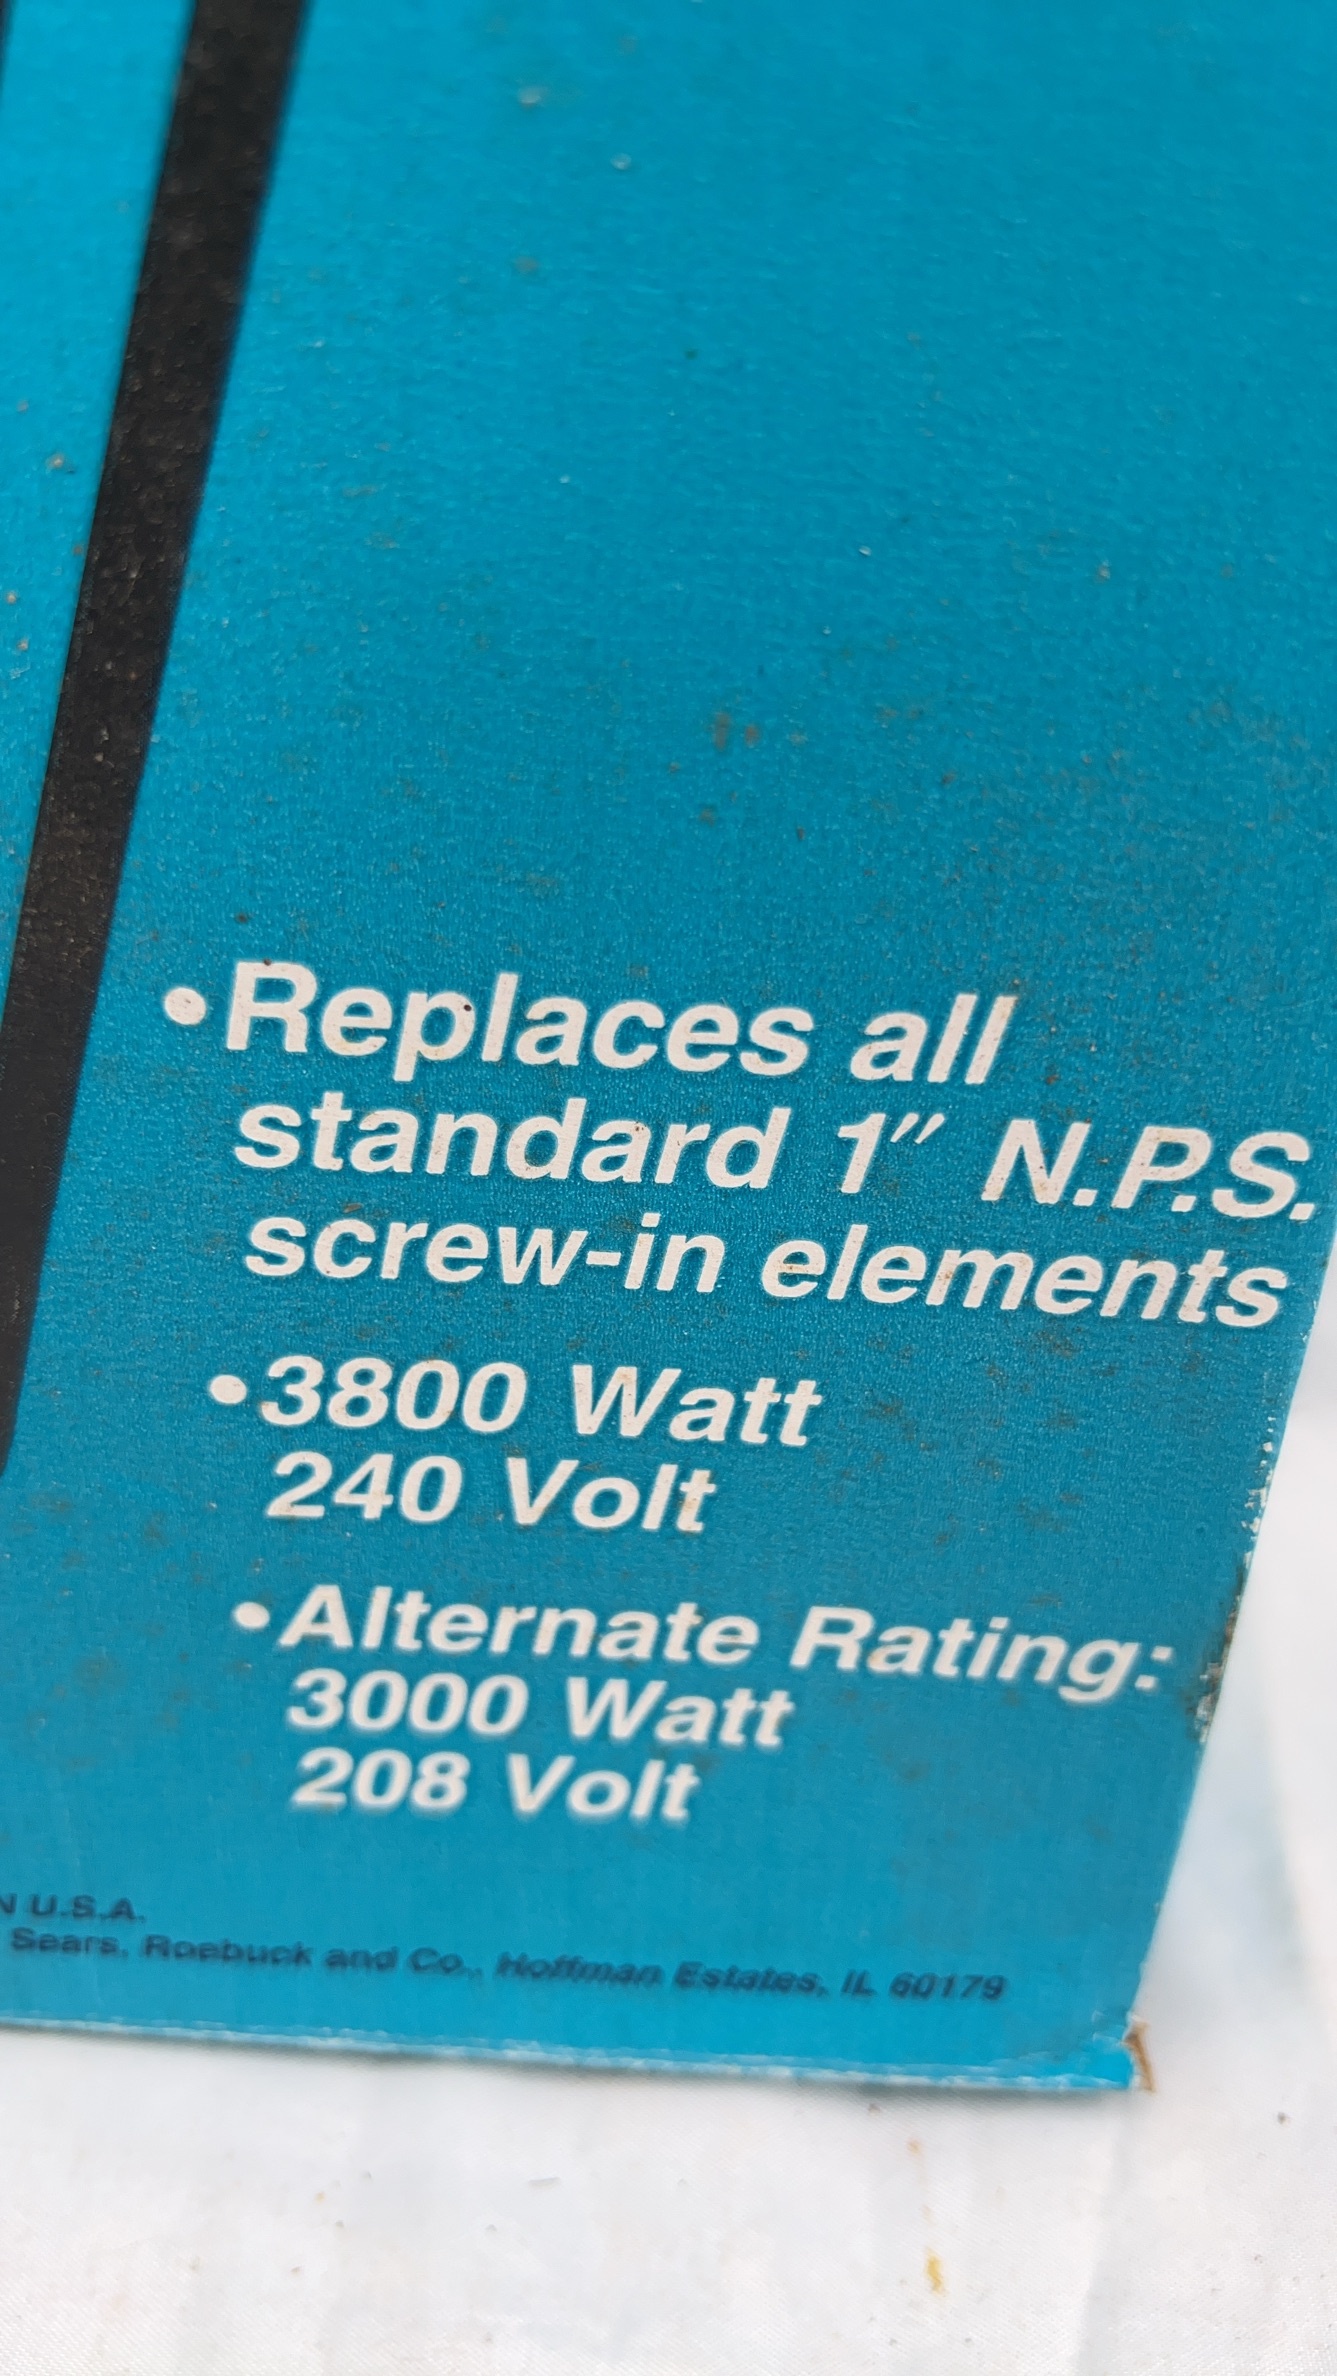 •Replaces all
standard 1" N.P.S.
screw-in elements
•3800 Watt
240 Volt
•Alternate Rating:
3000 Watt
208 Volt
N U.S.A.
Sears, Roebuck and Co., Hoffman Estates, IL 60179